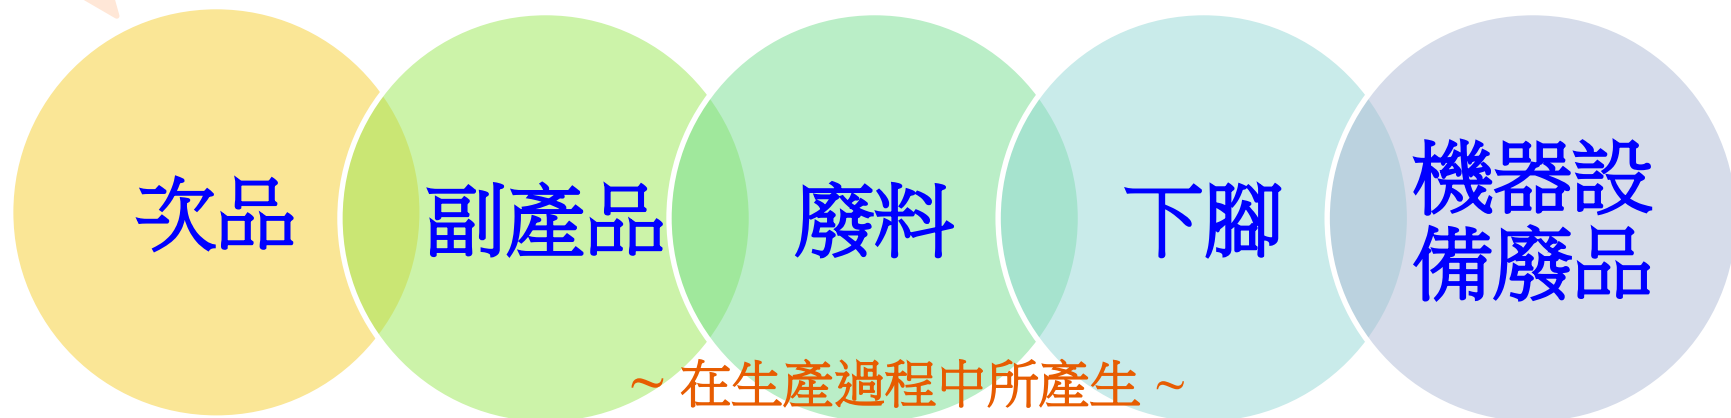 次品
副產品
廢料
下腳
機器設
備廢品
~ 在生產過程中所產生 ~